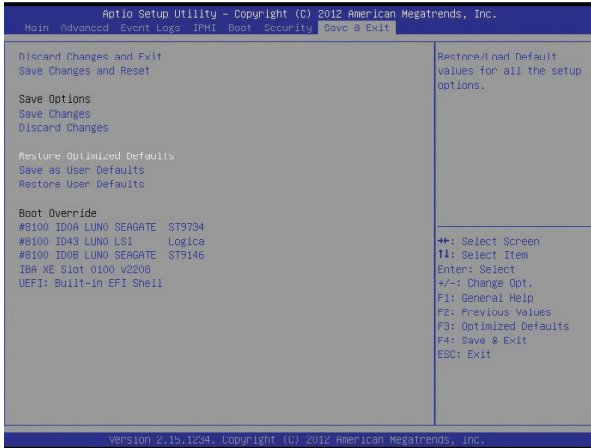 Aptio Setup Utility – Copyright (C) 2012 American Megatrends, Inc.
Main Advanced Event Logs IPMI Boot Security Save & Exit
Discard Changes and Exit
Save Changes and Reset
Save Options
Save Changes
Discard Changes
Restore Optimized Defaults
Save as User Defaults
Restore User Defaults
Boot Override
#8100 ID0A LUN0 SEAGATE ST9734
#8100 ID43 LUN0 LSI Logica
#8100 ID0B LUN0 SEAGATE ST9146
IBA XE Slot 0100 v2208
UEFI: Built-in EFI Shell
Restore/Load Default
values for all the setup
options.
→←: Select Screen
↑↓: Select Item
Enter: Select
+/-: Change Opt.
F1: General Help
F2: Previous Values
F3: Optimized Defaults
F4: Save & Exit
ESC: Exit
Version 2.15.1234. Copyright (C) 2012 American Megatrends, Inc.